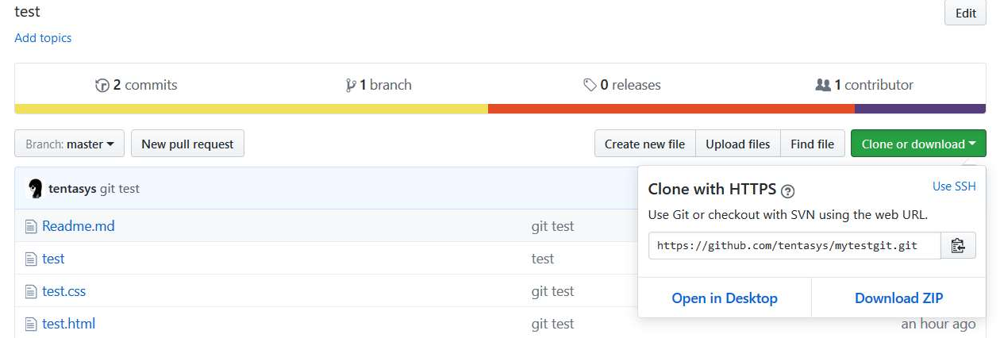 test
Edit
Add topics
2 commits
1 branch
0 releases
1 contributor
Branch: master
New pull request
Create new file
Upload files
Find file
Clone or download
tentasys git test
Clone with HTTPS ?
Use SSH
Use Git or checkout with SVN using the web URL.
https://github.com/tentasys/mytestgit.git
Open in Desktop
Download ZIP
Readme.md git test
test test
test.css git test
test.html git test an hour ago